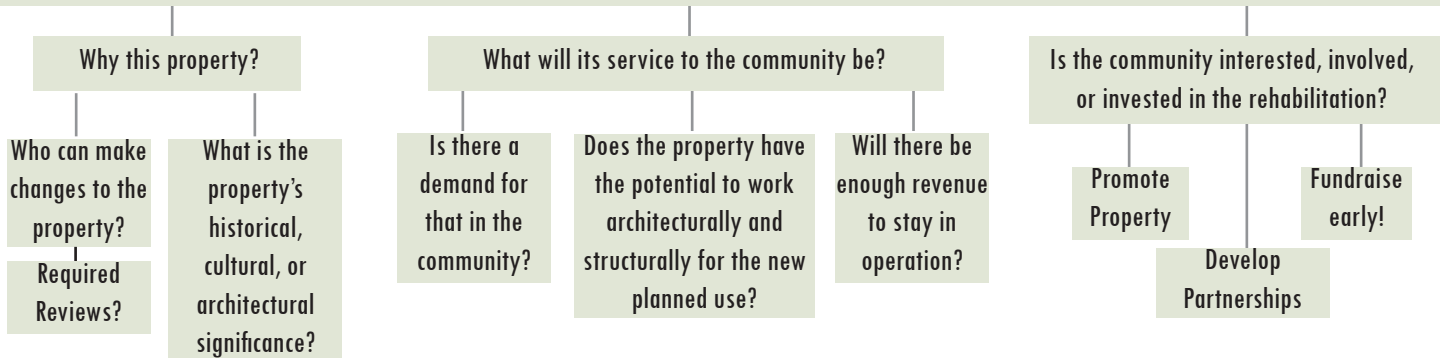 Why this property?
Who can make
changes to the
property?
Required
Reviews?
What is the
property’s
historical,
cultural, or
architectural
significance?
What will its service to the community be?
Is there a
demand for
that in the
community?
Does the property have
the potential to work
architecturally and
structurally for the new
planned use?
Will there be
enough revenue
to stay in
operation?
Is the community interested, involved,
or invested in the rehabilitation?
Promote
Property
Develop
Partnerships
Fundraise
early!